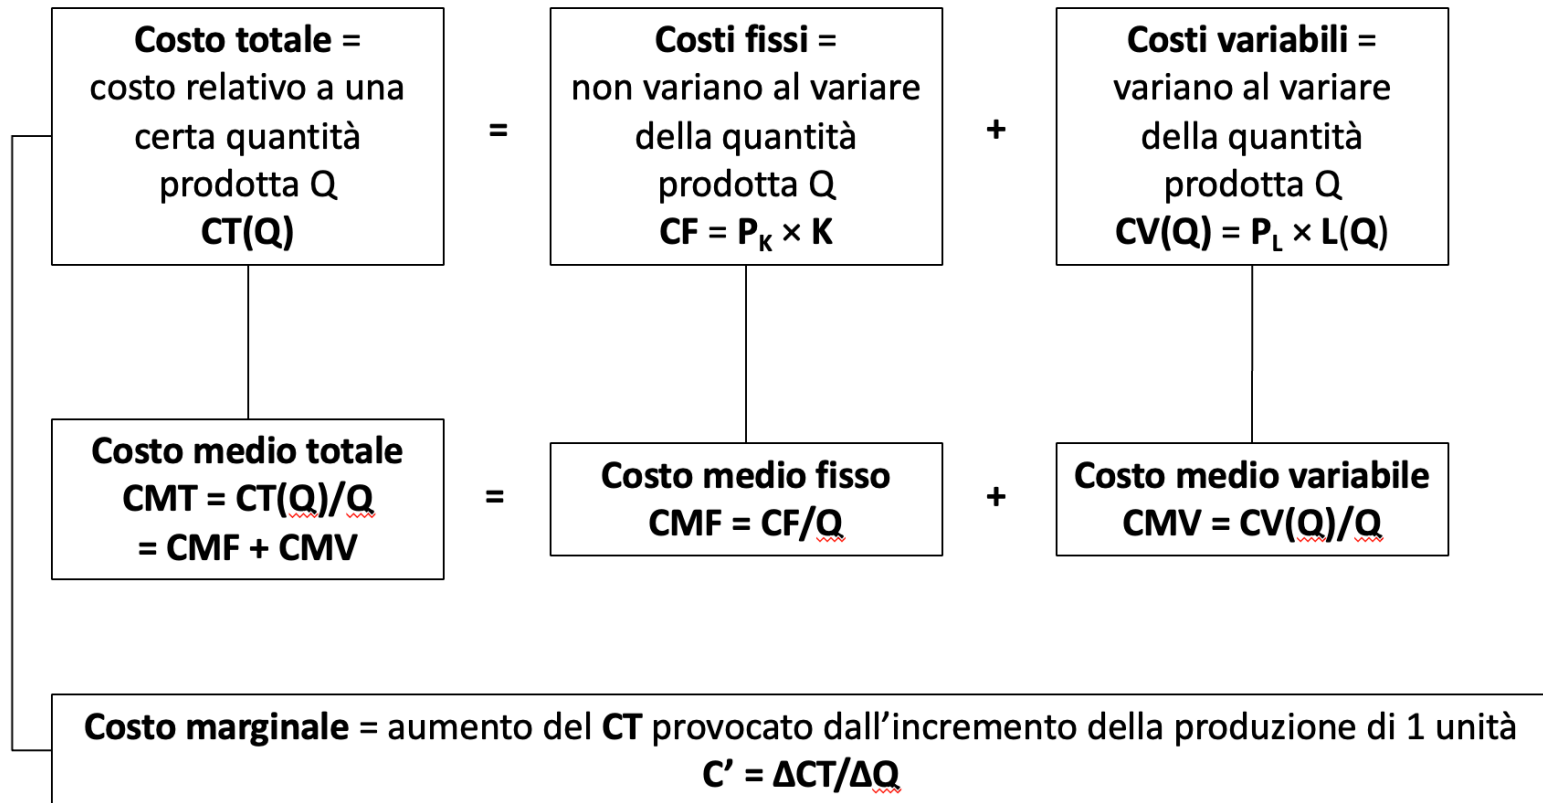 Costo totale =
costo relativo a una
certa quantità
prodotta Q
CT(Q)
=
Costi fissi =
non variano al variare
della quantità
prodotta Q
CF = P_K × K
+
Costi variabili =
variano al variare
della quantità
prodotta Q
CV(Q) = P_L × L(Q)
Costo medio totale
CMT = CT(Q)/Q
= CMF + CMV
=
Costo medio fisso
CMF = CF/Q
+
Costo medio variabile
CMV = CV(Q)/Q
Costo marginale = aumento del CT provocato dall’incremento della produzione di 1 unità
C’ = ΔCT/ΔQ